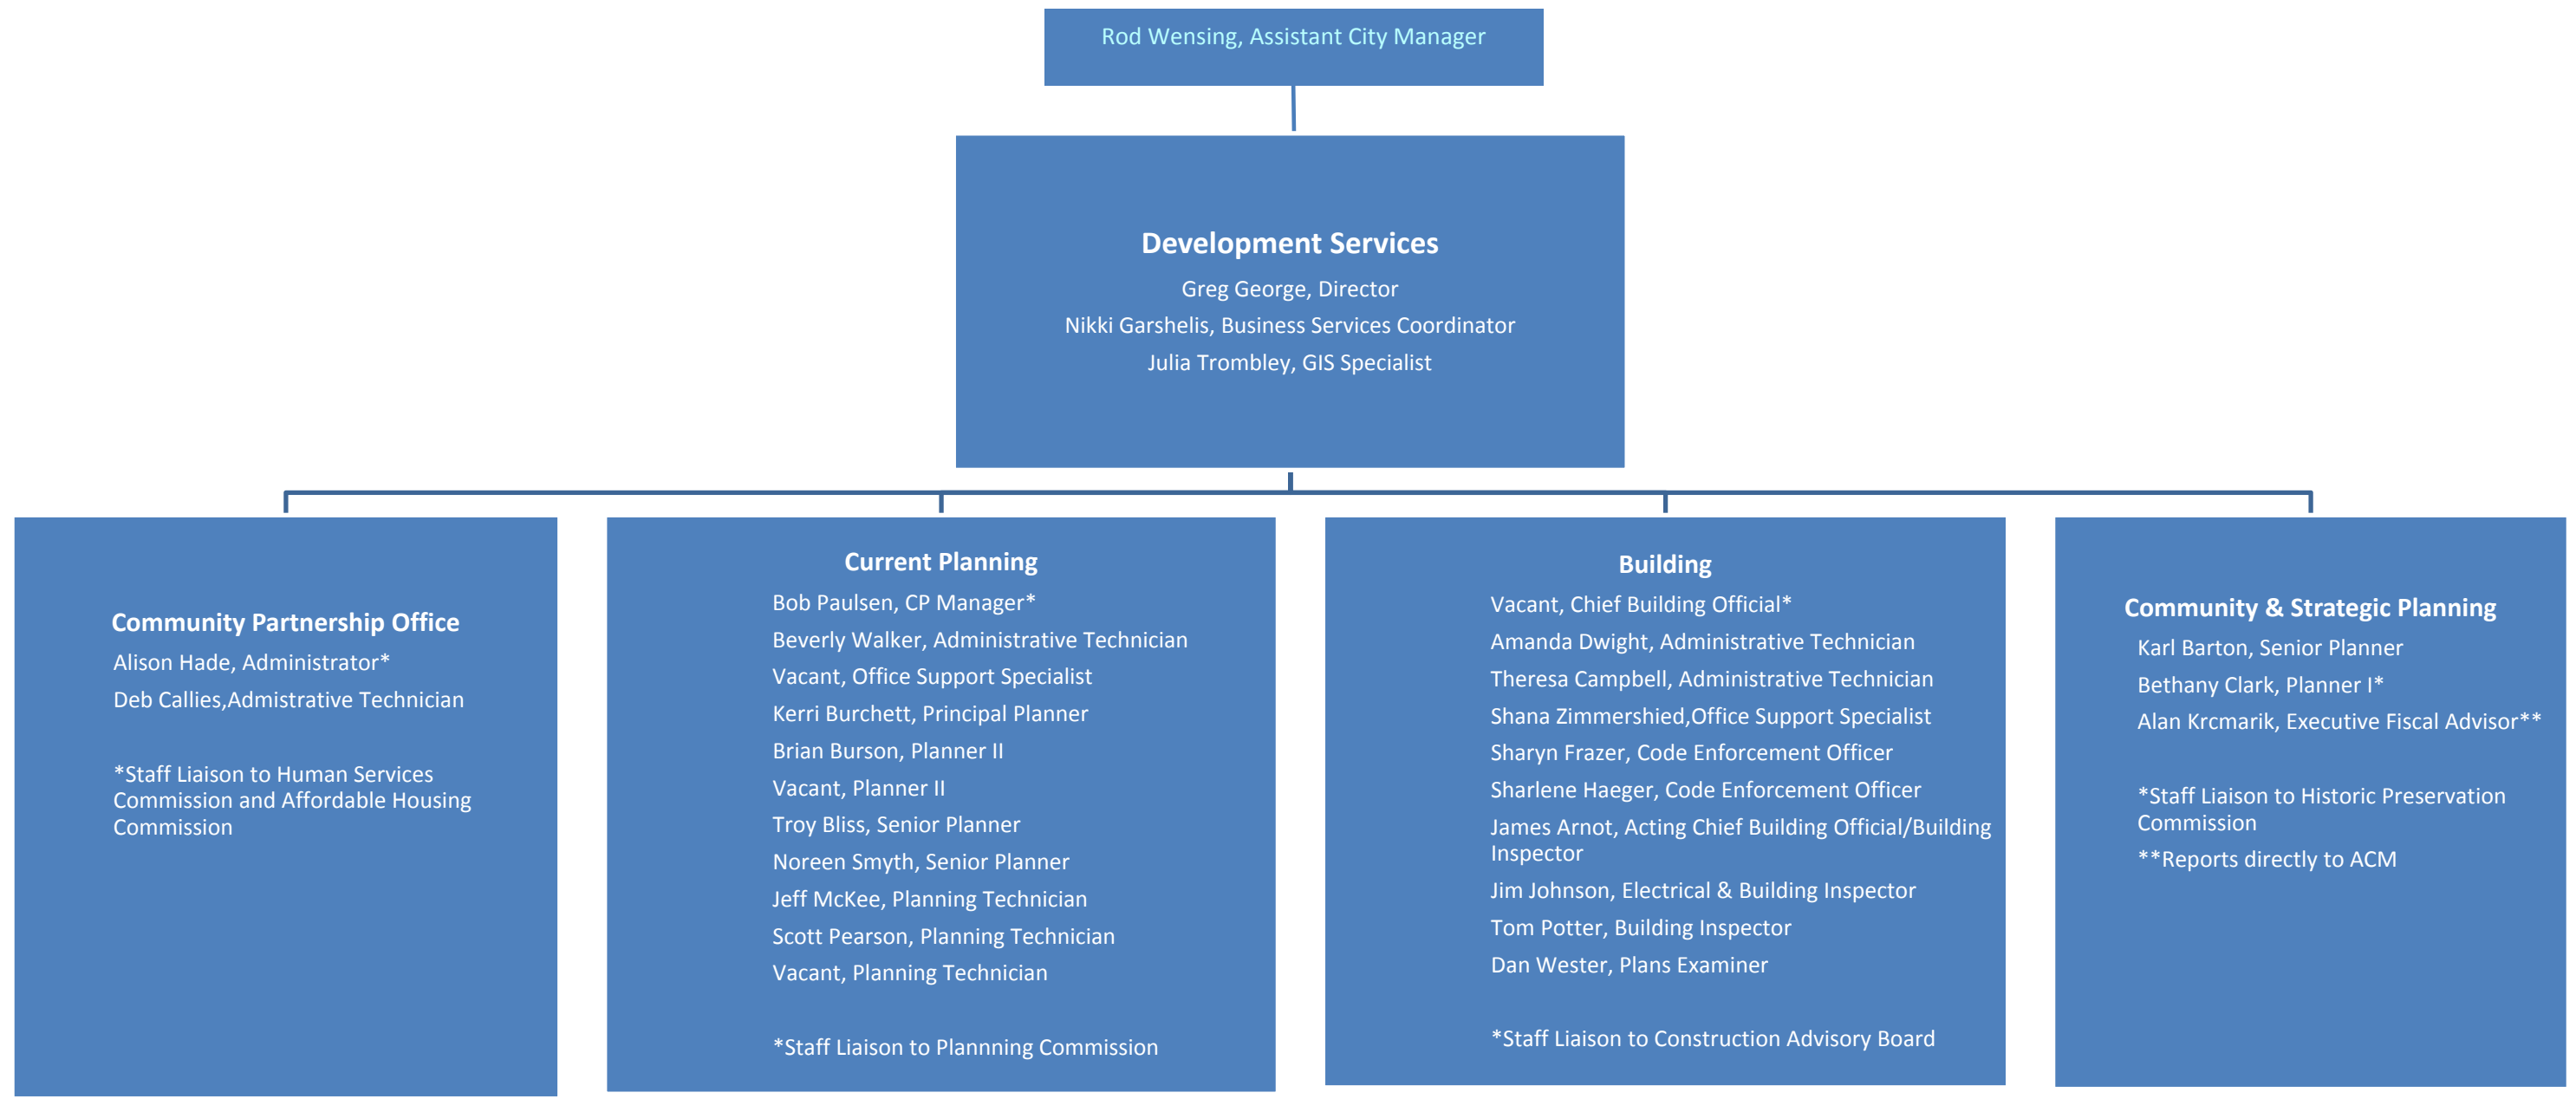 Rod Wensing, Assistant City Manager
Development Services
Greg George, Director
Nikki Garshelis, Business Services Coordinator
Julia Trombley, GIS Specialist
Community Partnership Office
Alison Hade, Administrator*
Deb Callies,Admistrative Technician
*Staff Liaison to Human Services
Commission and Affordable Housing
Commission
Current Planning
Bob Paulsen, CP Manager*
Beverly Walker, Administrative Technician
Vacant, Office Support Specialist
Kerri Burchett, Principal Planner
Brian Burson, Planner II
Vacant, Planner II
Troy Bliss, Senior Planner
Noreen Smyth, Senior Planner
Jeff McKee, Planning Technician
Scott Pearson, Planning Technician
Vacant, Planning Technician
*Staff Liaison to Plannning Commission
Building
Vacant, Chief Building Official*
Amanda Dwight, Administrative Technician
Theresa Campbell, Administrative Technician
Shana Zimmershied,Office Support Specialist
Sharyn Frazer, Code Enforcement Officer
Sharlene Haeger, Code Enforcement Officer
James Arnot, Acting Chief Building Official/Building
Inspector
Jim Johnson, Electrical & Building Inspector
Tom Potter, Building Inspector
Dan Wester, Plans Examiner
*Staff Liaison to Construction Advisory Board
Community & Strategic Planning
Karl Barton, Senior Planner
Bethany Clark, Planner I*
Alan Krcmarik, Executive Fiscal Advisor**
*Staff Liaison to Historic Preservation
Commission
**Reports directly to ACM